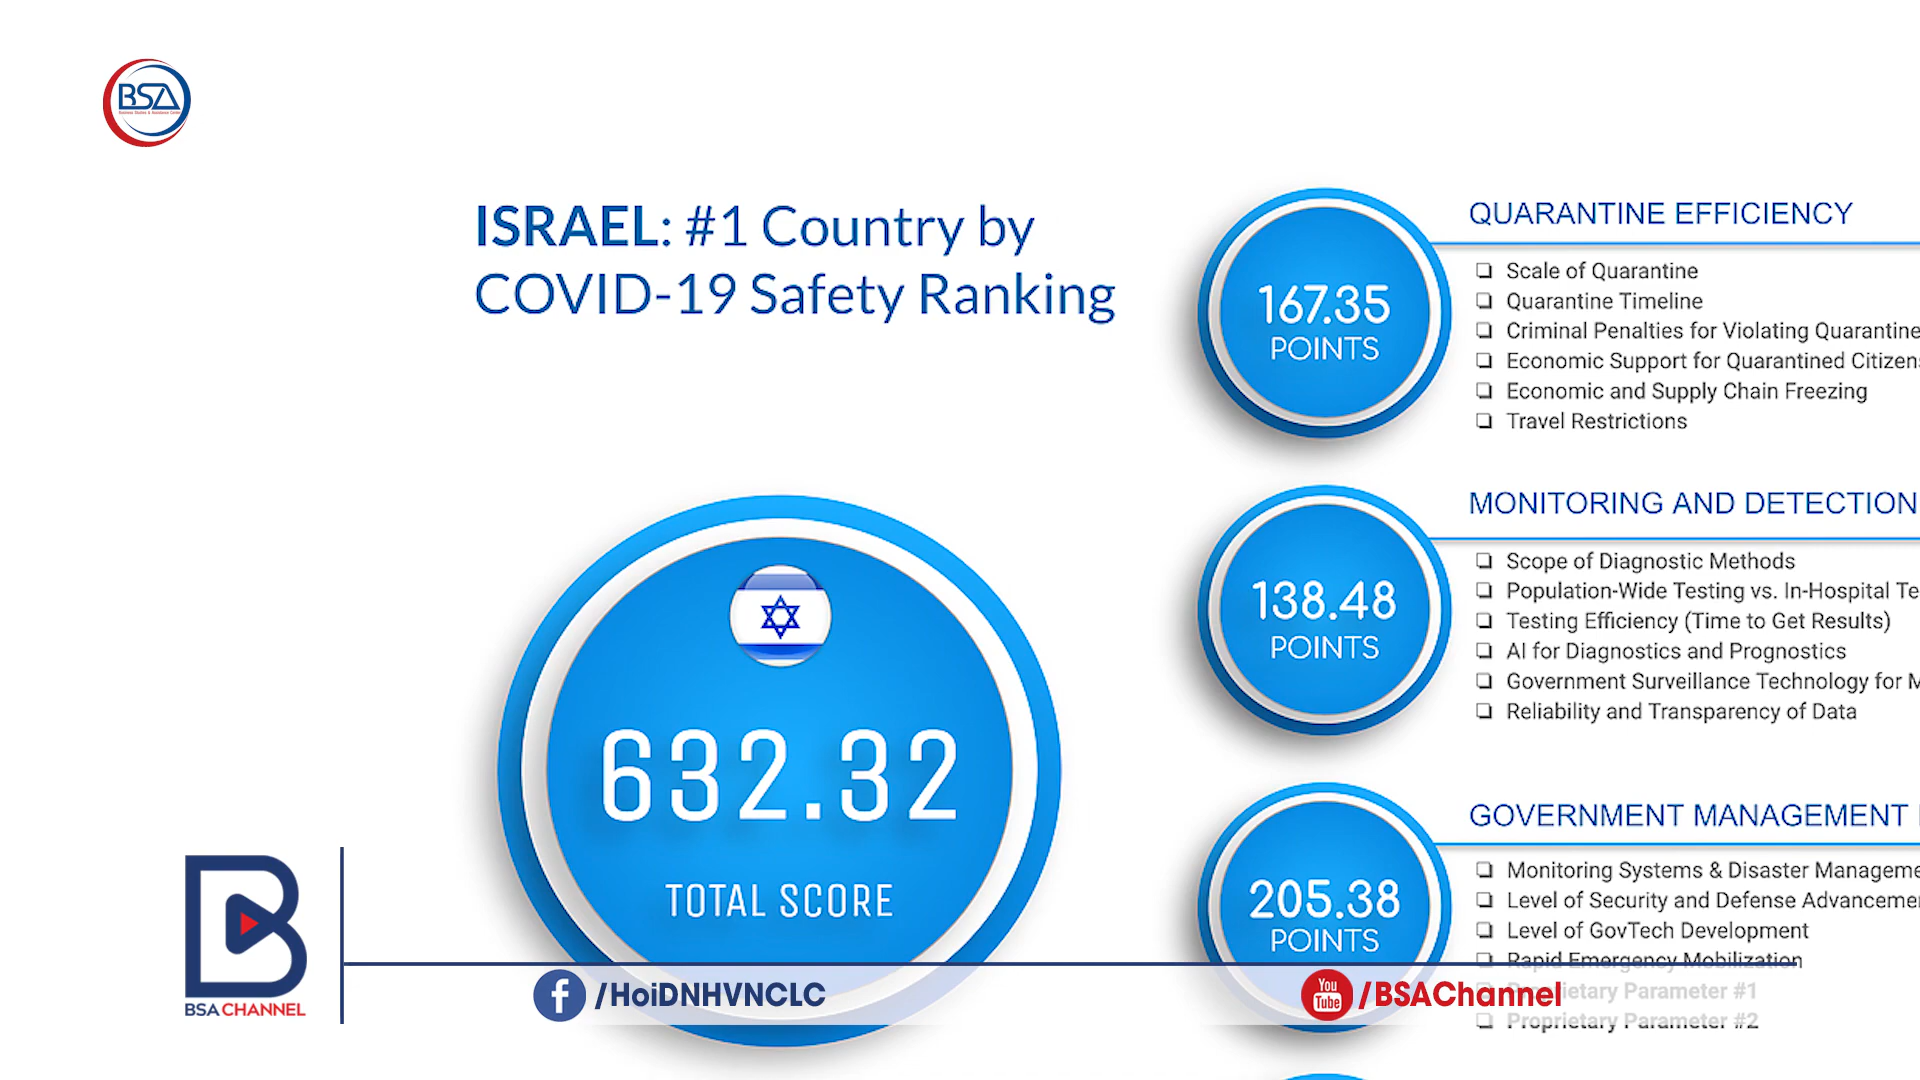 BSA
Business Studies & Assistance Center
ISRAEL: #1 Country by
COVID-19 Safety Ranking
632.32
TOTAL SCORE
167.35
POINTS
QUARANTINE EFFICIENCY
❏ Scale of Quarantine
❏ Quarantine Timeline
❏ Criminal Penalties for Violating Quarantine
❏ Economic Support for Quarantined Citizens
❏ Economic and Supply Chain Freezing
❏ Travel Restrictions
138.48
POINTS
MONITORING AND DETECTION
❏ Scope of Diagnostic Methods
❏ Population-Wide Testing vs. In-Hospital Te
❏ Testing Efficiency (Time to Get Results)
❏ AI for Diagnostics and Prognostics
❏ Government Surveillance Technology for M
❏ Reliability and Transparency of Data
205.38
POINTS
GOVERNMENT MANAGEMENT
❏ Monitoring Systems & Disaster Manageme
❏ Level of Security and Defense Advanceme
❏ Level of GovTech Development
❏ Rapid Emergency Mobilization
Parameter #1
❏ Proprietary Parameter #2
BSA CHANNEL
f /HoiDNHVNCLC
You Tube /BSAChannel